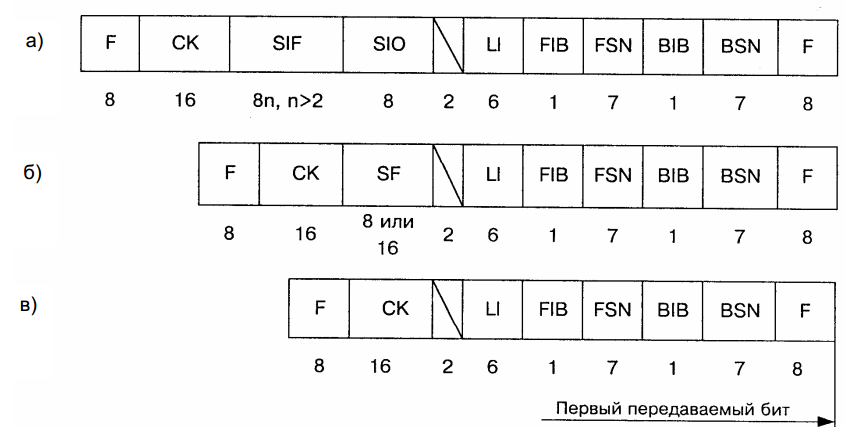 а) F CK SIF SIO LI FIB FSN BIB BSN F
8 16 8n, n>2 8 2 6 1 7 1 7 8
б) F CK SF LI FIB FSN BIB BSN F
8 16 8 или 16 2 6 1 7 1 7 8
в) F CK LI FIB FSN BIB BSN F
8 16 2 6 1 7 1 7 8
Первый передаваемый бит